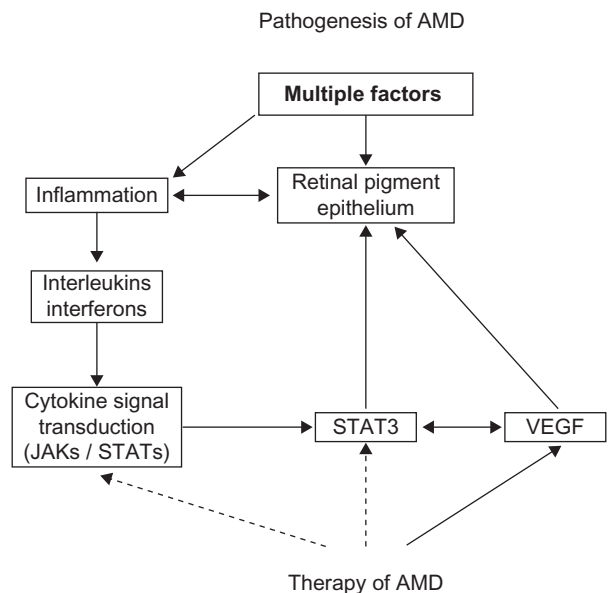 Pathogenesis of AMD
Multiple factors
Inflammation
Retinal pigment
epithelium
Interleukins
interferons
Cytokine signal
transduction
(JAKs / STATs)
STAT3
VEGF
Therapy of AMD